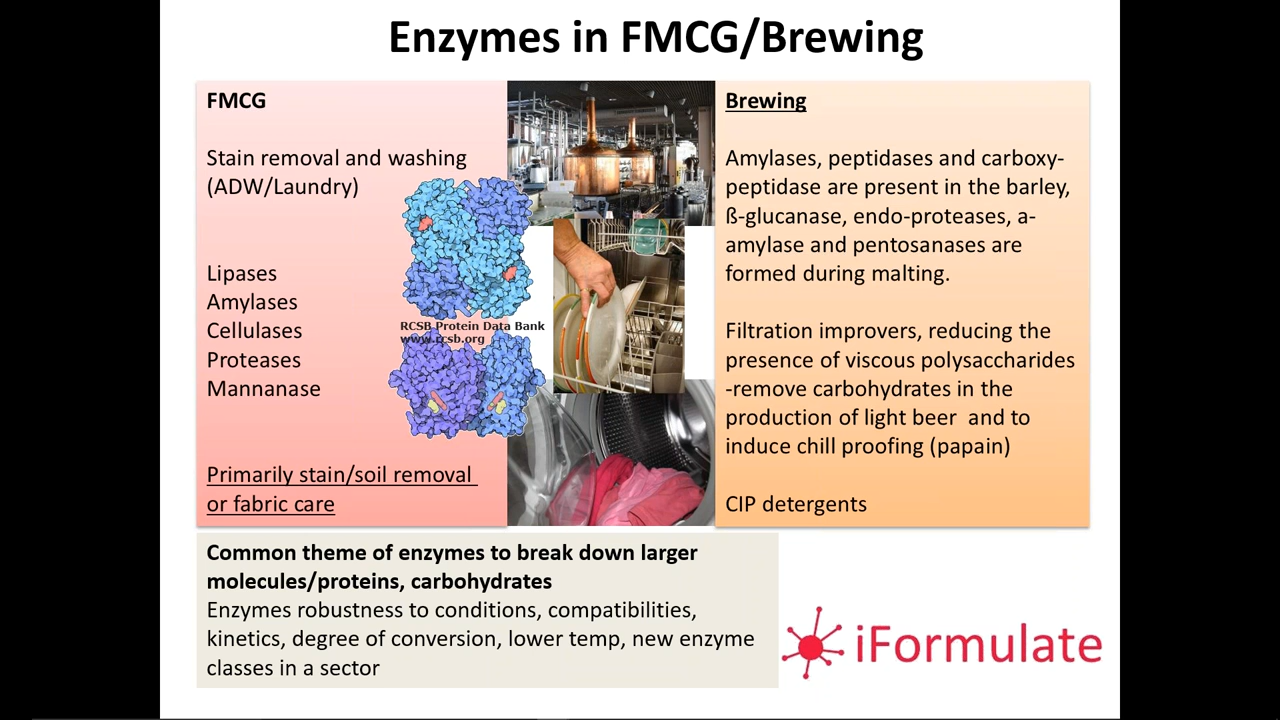 Enzymes in FMCG/Brewing
FMCG
Stain removal and washing
(ADW/Laundry)
Lipases
Amylases
Cellulases
Proteases
Mannanase
Primarily stain/soil removal
or fabric care
RCSB Protein Data Bank
www.rcsb.org
Brewing
Amylases, peptidases and carboxy-
peptidase are present in the barley,
ß-glucanase, endo-proteases, a-
amylase and pentosanases are
formed during malting.
Filtration improvers, reducing the
presence of viscous polysaccharides
-remove carbohydrates in the
production of light beer  and to
induce chill proofing (papain)
CIP detergents
Common theme of enzymes to break down larger
molecules/proteins, carbohydrates
Enzymes robustness to conditions, compatibilities,
kinetics, degree of conversion, lower temp, new enzyme
classes in a sector
iFormulate